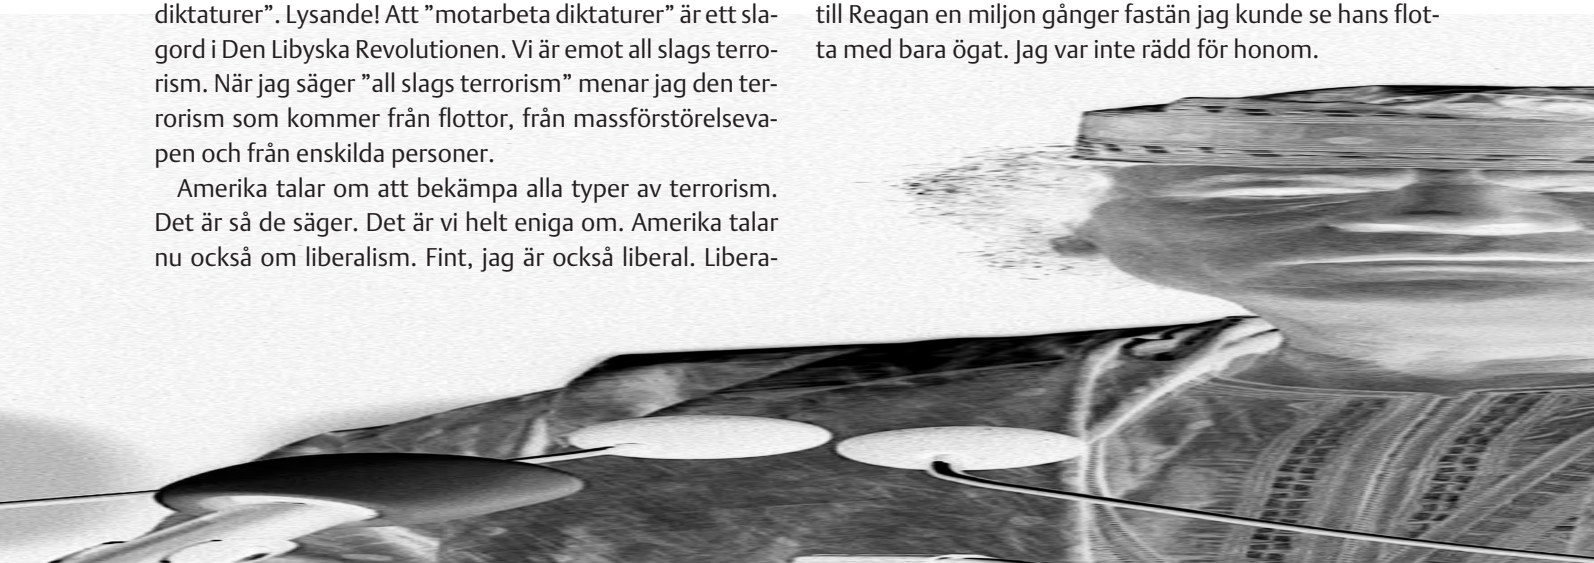 diktaturer”. Lysande! Att ”motarbeta diktaturer” är ett sla-
gord i Den Libyska Revolutionen. Vi är emot all slags terro-
rism. När jag säger ”all slags terrorism” menar jag den ter-
rorism som kommer från flottor, från massförstörelseva-
pen och från enskilda personer.
Amerika talar om att bekämpa alla typer av terrorism.
Det är så de säger. Det är vi helt eniga om. Amerika talar
nu också om liberalism. Fint, jag är också liberal. Libera-
till Reagan en miljon gånger fastän jag kunde se hans flot-
ta med bara ögat. Jag var inte rädd för honom.